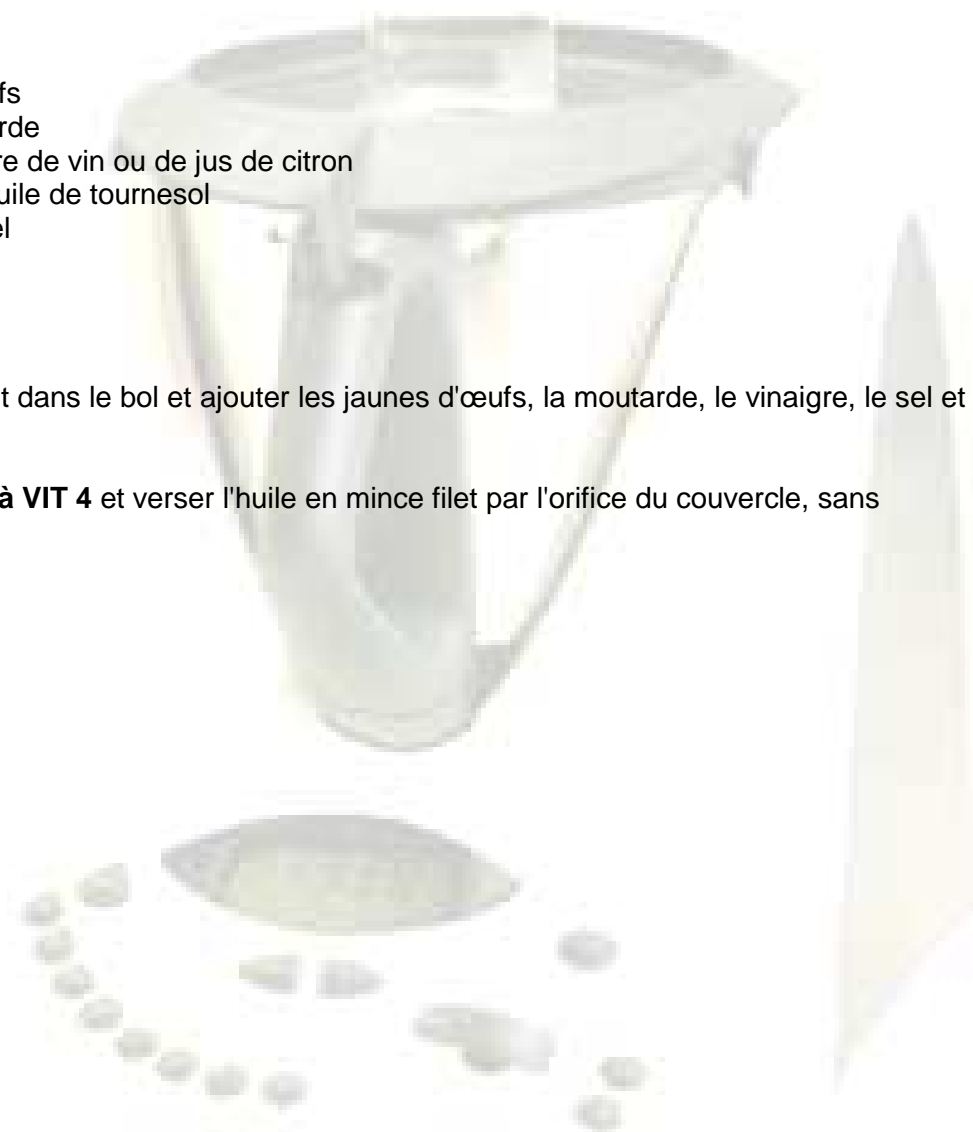 fs
rde
re de vin ou de jus de citron
uile de tournesol
el
t dans le bol et ajouter les jaunes d'œufs, la moutarde, le vinaigre, le sel et
à VIT 4 et verser l'huile en mince filet par l'orifice du couvercle, sans